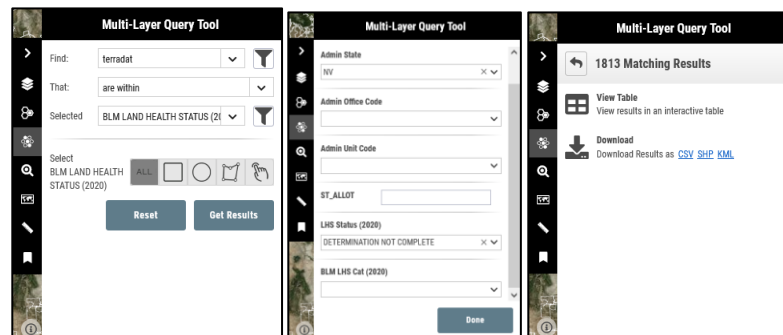 Multi-Layer Query Tool
Find:
terradat
That:
are within
Selected
BLM LAND HEALTH STATUS (20
Select
BLM LAND HEALTH
STATUS (2020)
ALL
Reset
Get Results
Multi-Layer Query Tool
Admin State
NV
Admin Office Code
Admin Unit Code
ST_ALLOT
LHS Status (2020)
DETERMINATION NOT COMPLETE
BLM LHS Cat (2020)
Done
Multi-Layer Query Tool
1813 Matching Results
View Table
View results in an interactive table
Download
Download Results as CSV SHP KML